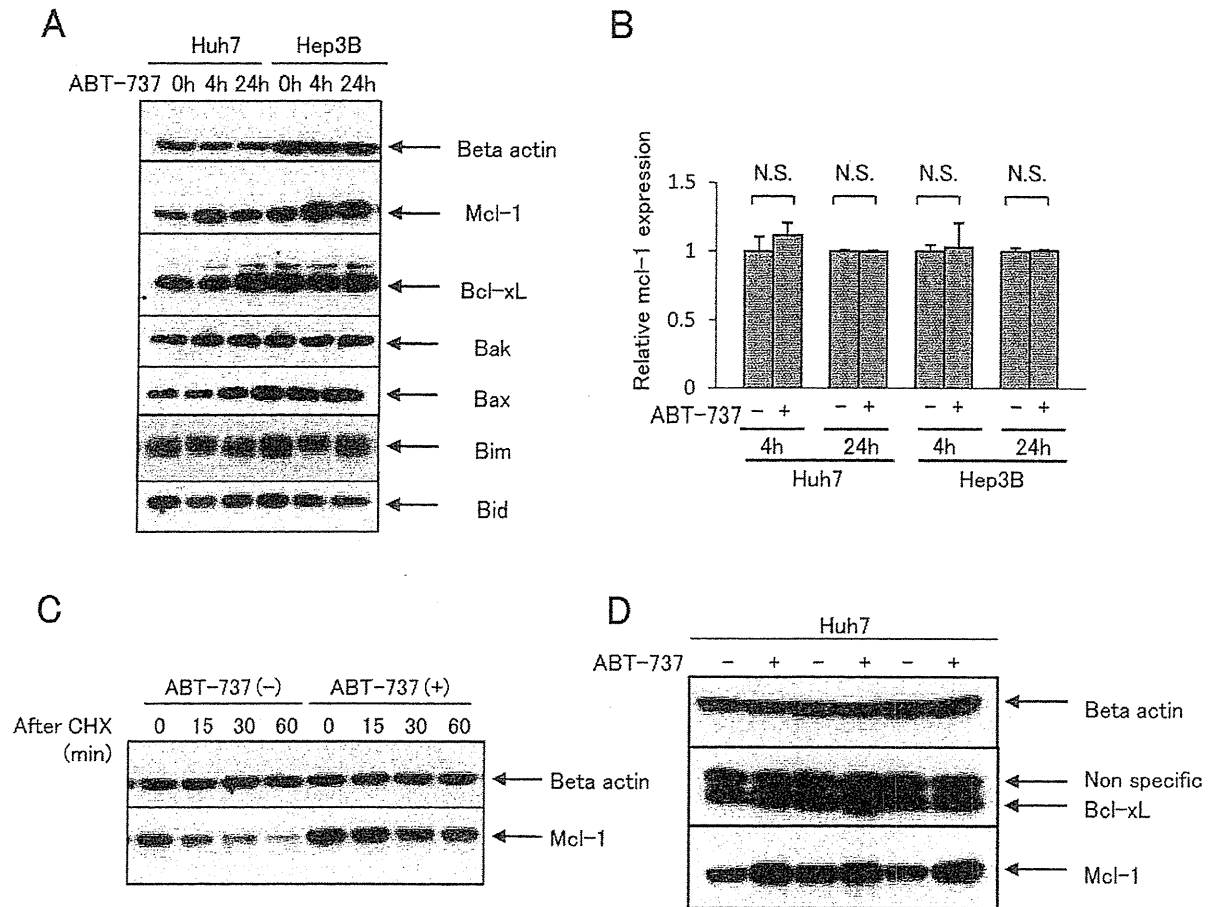 A
Huh7 Hep3B
ABT-737 0h 4h 24h 0h 4h 24h
Beta actin
Mcl-1
Bcl-xL
Bak
Bax
Bim
Bid
B
N.S. N.S. N.S. N.S.
Relative mcl-1 expression
1.5
1
0.5
0
ABT-737 − + − + − + − +
4h 24h 4h 24h
Huh7 Hep3B
C
ABT-737 (−) ABT-737 (+)
After CHX 0 15 30 60 0 15 30 60
(min)
Beta actin
Mcl-1
D
Huh7
ABT-737 − + − + − +
Beta actin
Non specific
Bcl-xL
Mcl-1